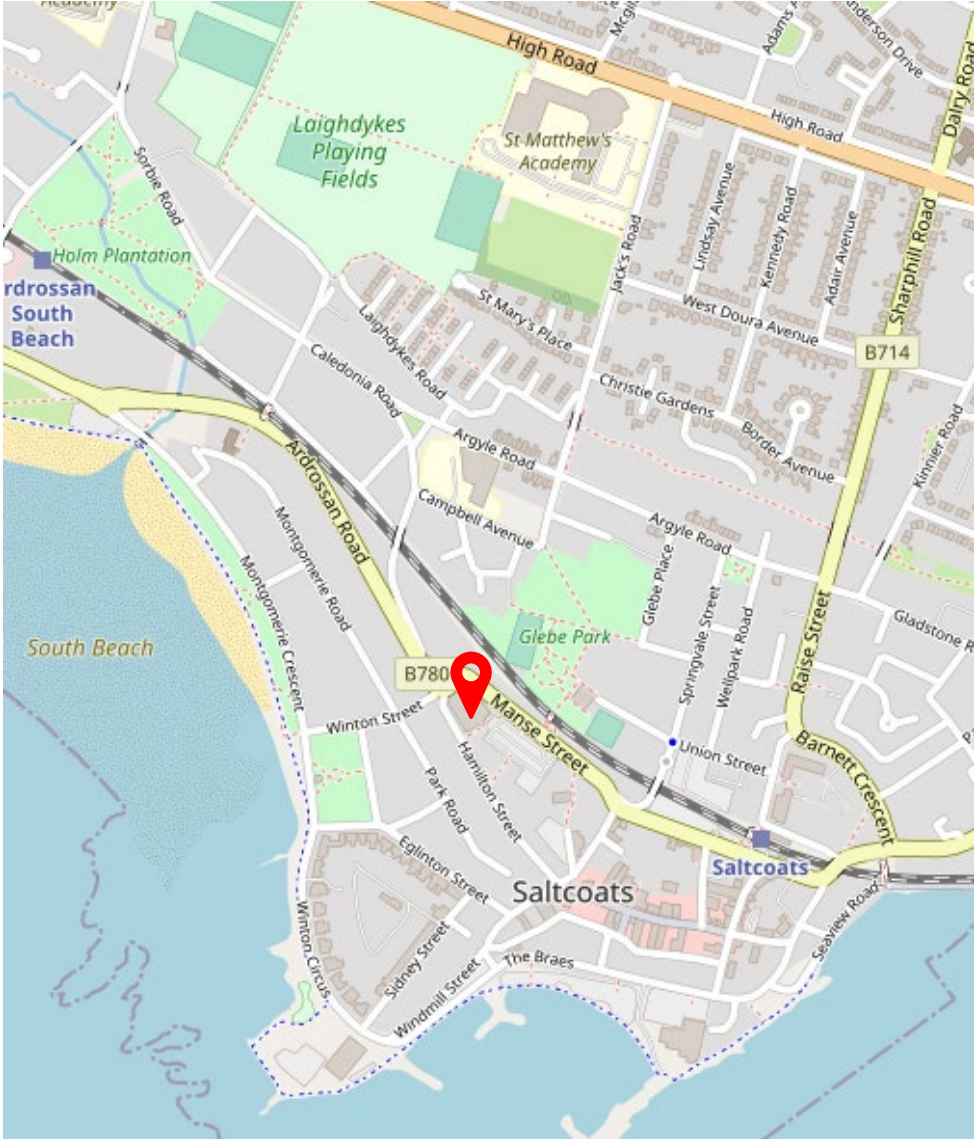 Academy
High Road
Mcgil
Adams A
Anderson Drive
Dalry Road
High Road
Laighdykes
Playing
Fields
St Matthew's
Academy
Sorbie Road
Holm Plantation
rdrossan
South
Beach
Lindsay Avenue
Kennedy Road
Adair Avenue
Sharphill Road
Jack's Road
St Mary's Place
West Doura Avenue
B714
Laighdykes Road
Caledonia Road
Christie Gardens
Border Avenue
Kinnier Road
Argyle Road
Ardrossan Road
Campbell Avenue
Argyle Road
Montgomerie Road
Montgomerie Crescent
Glebe Place
Springvale Street
Wellpark Road
Raise Street
Gladstone R
South Beach
Glebe Park
B780
Winton Street
Manse Street
Union Street
Barnett Crescent
Hamilton Street
Park Road
Eglinton Street
Saltcoats
Saltcoats
Winton Circus
Sidney Street
Windmill Street
The Braes
Seaview Road